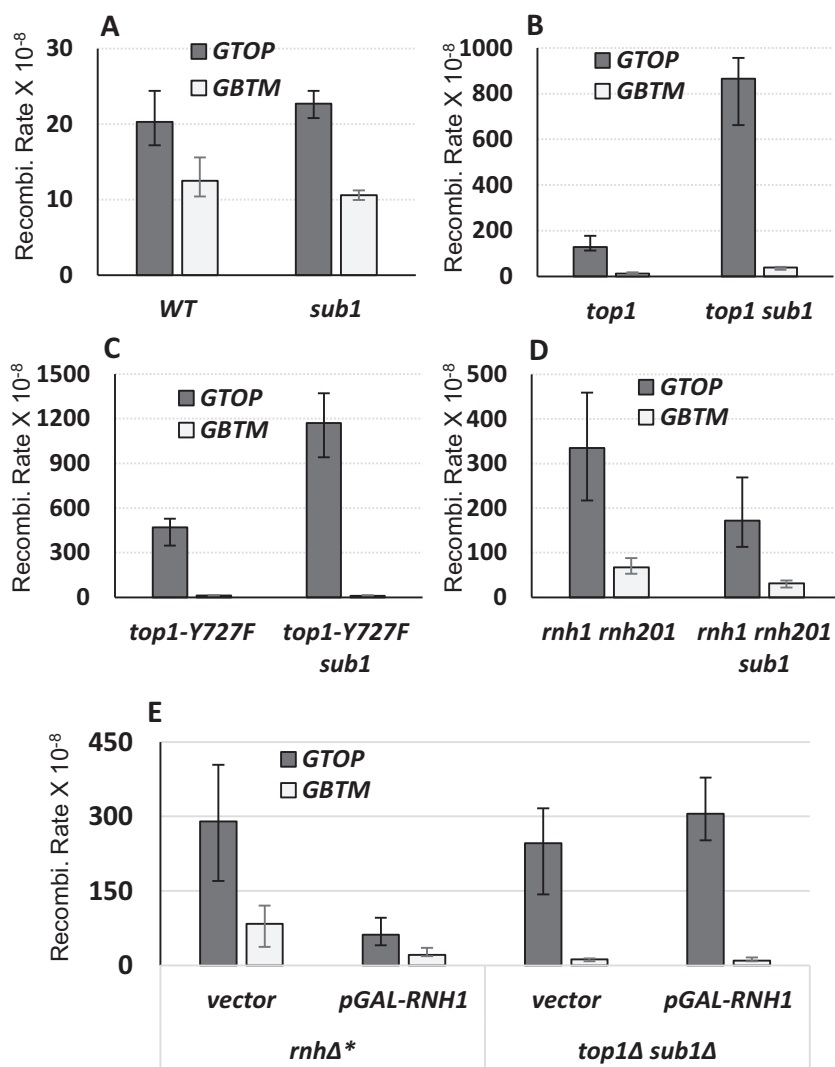 A
Recombi. Rate X 10-8
30
20
10
0
GTOP
GBTM
WT
sub1
B
Recombi. Rate X 10-8
1000
800
600
400
200
0
GTOP
GBTM
top1
top1 sub1
C
Recombi. Rate X 10-8
1500
1200
900
600
300
0
GTOP
GBTM
top1-Y727F
top1-Y727F
sub1
D
Recombi. Rate X 10-8
500
400
300
200
100
0
GTOP
GBTM
rnh1 rnh201
rnh1 rnh201
sub1
E
Recombi. Rate X 10-8
450
300
150
0
GTOP
GBTM
vector
pGAL-RNH1
vector
pGAL-RNH1
rnhΔ*
top1Δ sub1Δ